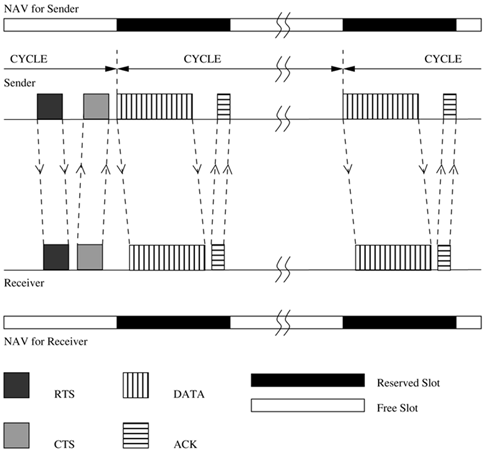 NAV for Sender
CYCLE CYCLE CYCLE
Sender
Receiver
NAV for Receiver
RTS DATA Reserved Slot
Free Slot
CTS ACK